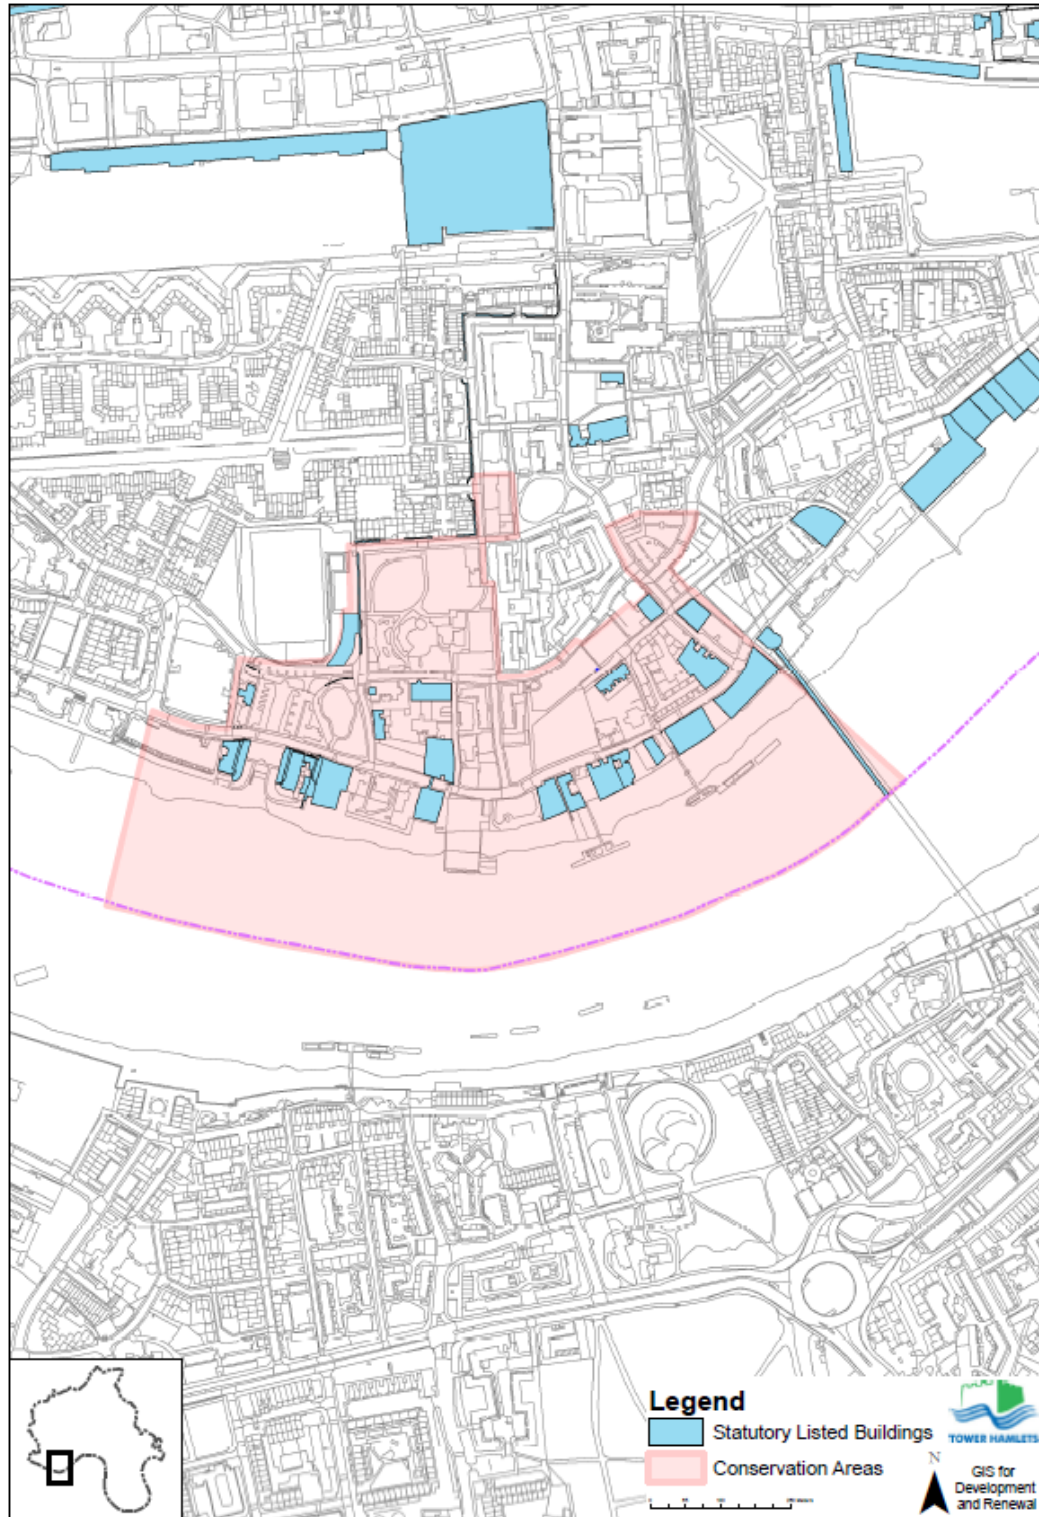 Legend
Statutory Listed Buildings
Conservation Areas
TOWER HAMLETS
N
GIS for
Development
and Renewal